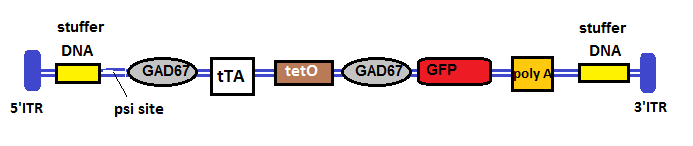 stuffer
DNA
GAD67
tTA
tetO
GAD67
GFP
poly A
stuffer
DNA
5'ITR
psi site
3'ITR